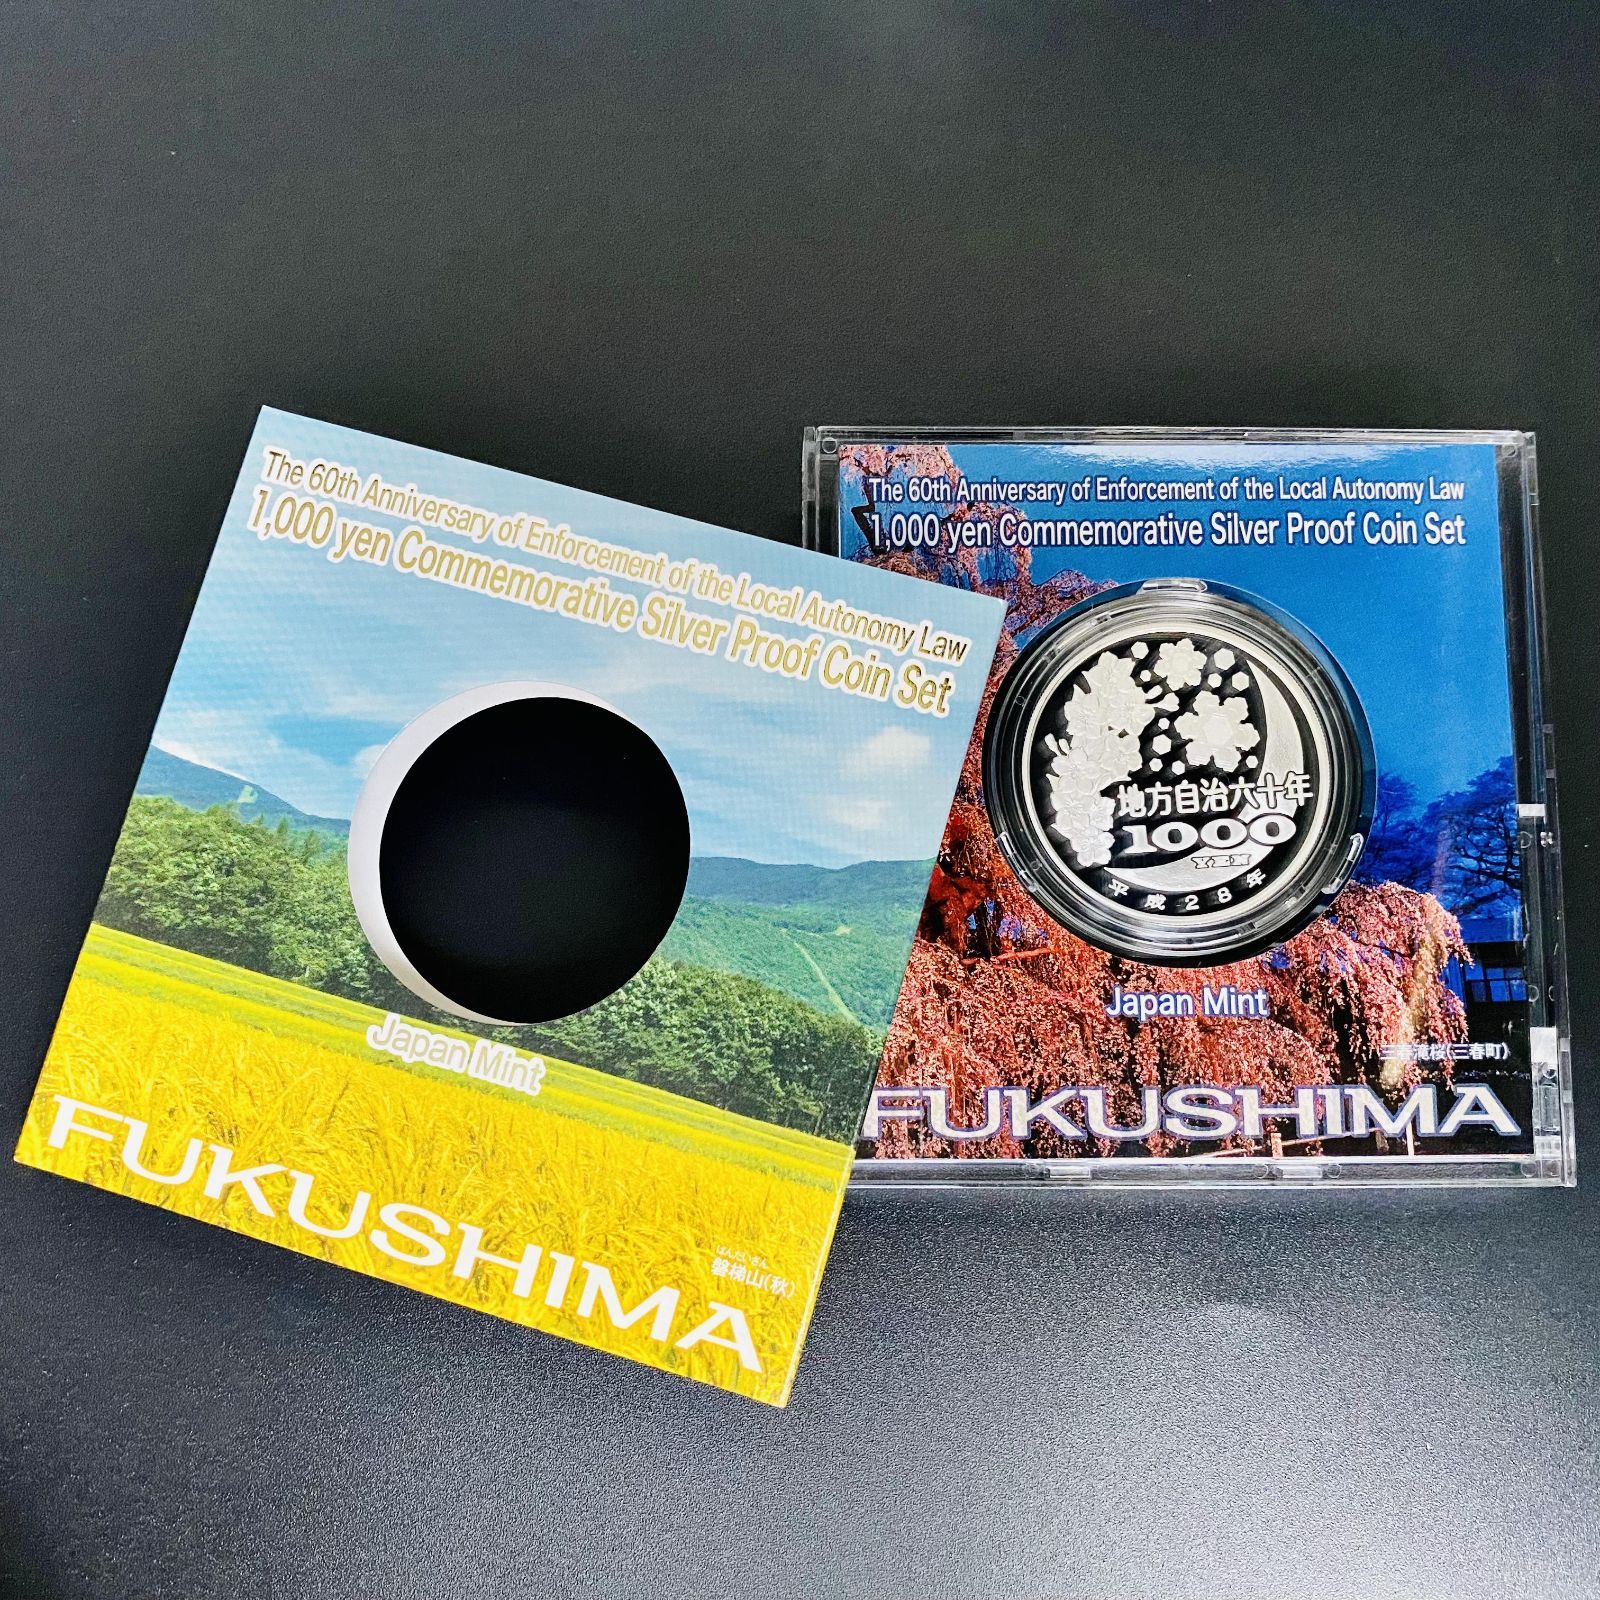 The 60th Anniversary of Enforcement of the Local Autonomy Law
1,000 yen Commemorative Silver Proof Coin Set
Japan Mint
FUKUSHIMA
ばんだいさん
磐梯山(秋)
The 60th Anniversary of Enforcement of the Local Autonomy Law
1,000 yen Commemorative Silver Proof Coin Set
地方自治六十年
1000
YEN
平成28年
Japan Mint
三春滝桜(三春町)
FUKUSHIMA